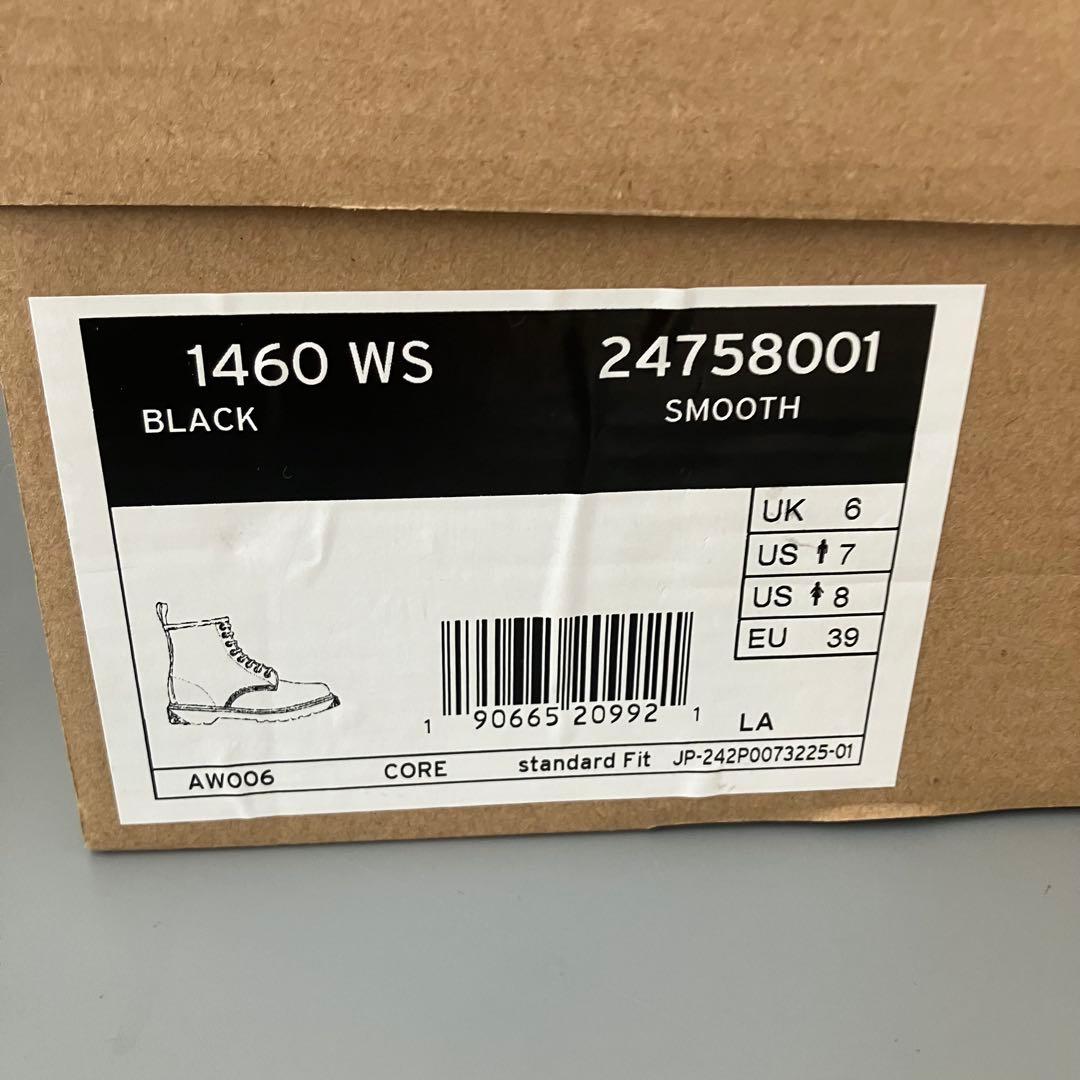 1460 WS 24758001
BLACK SMOOTH
UK 6
US 7
US 8
EU 39
1 90665 20992 1
LA
AW006 CORE standard Fit JP-242P0073225-01